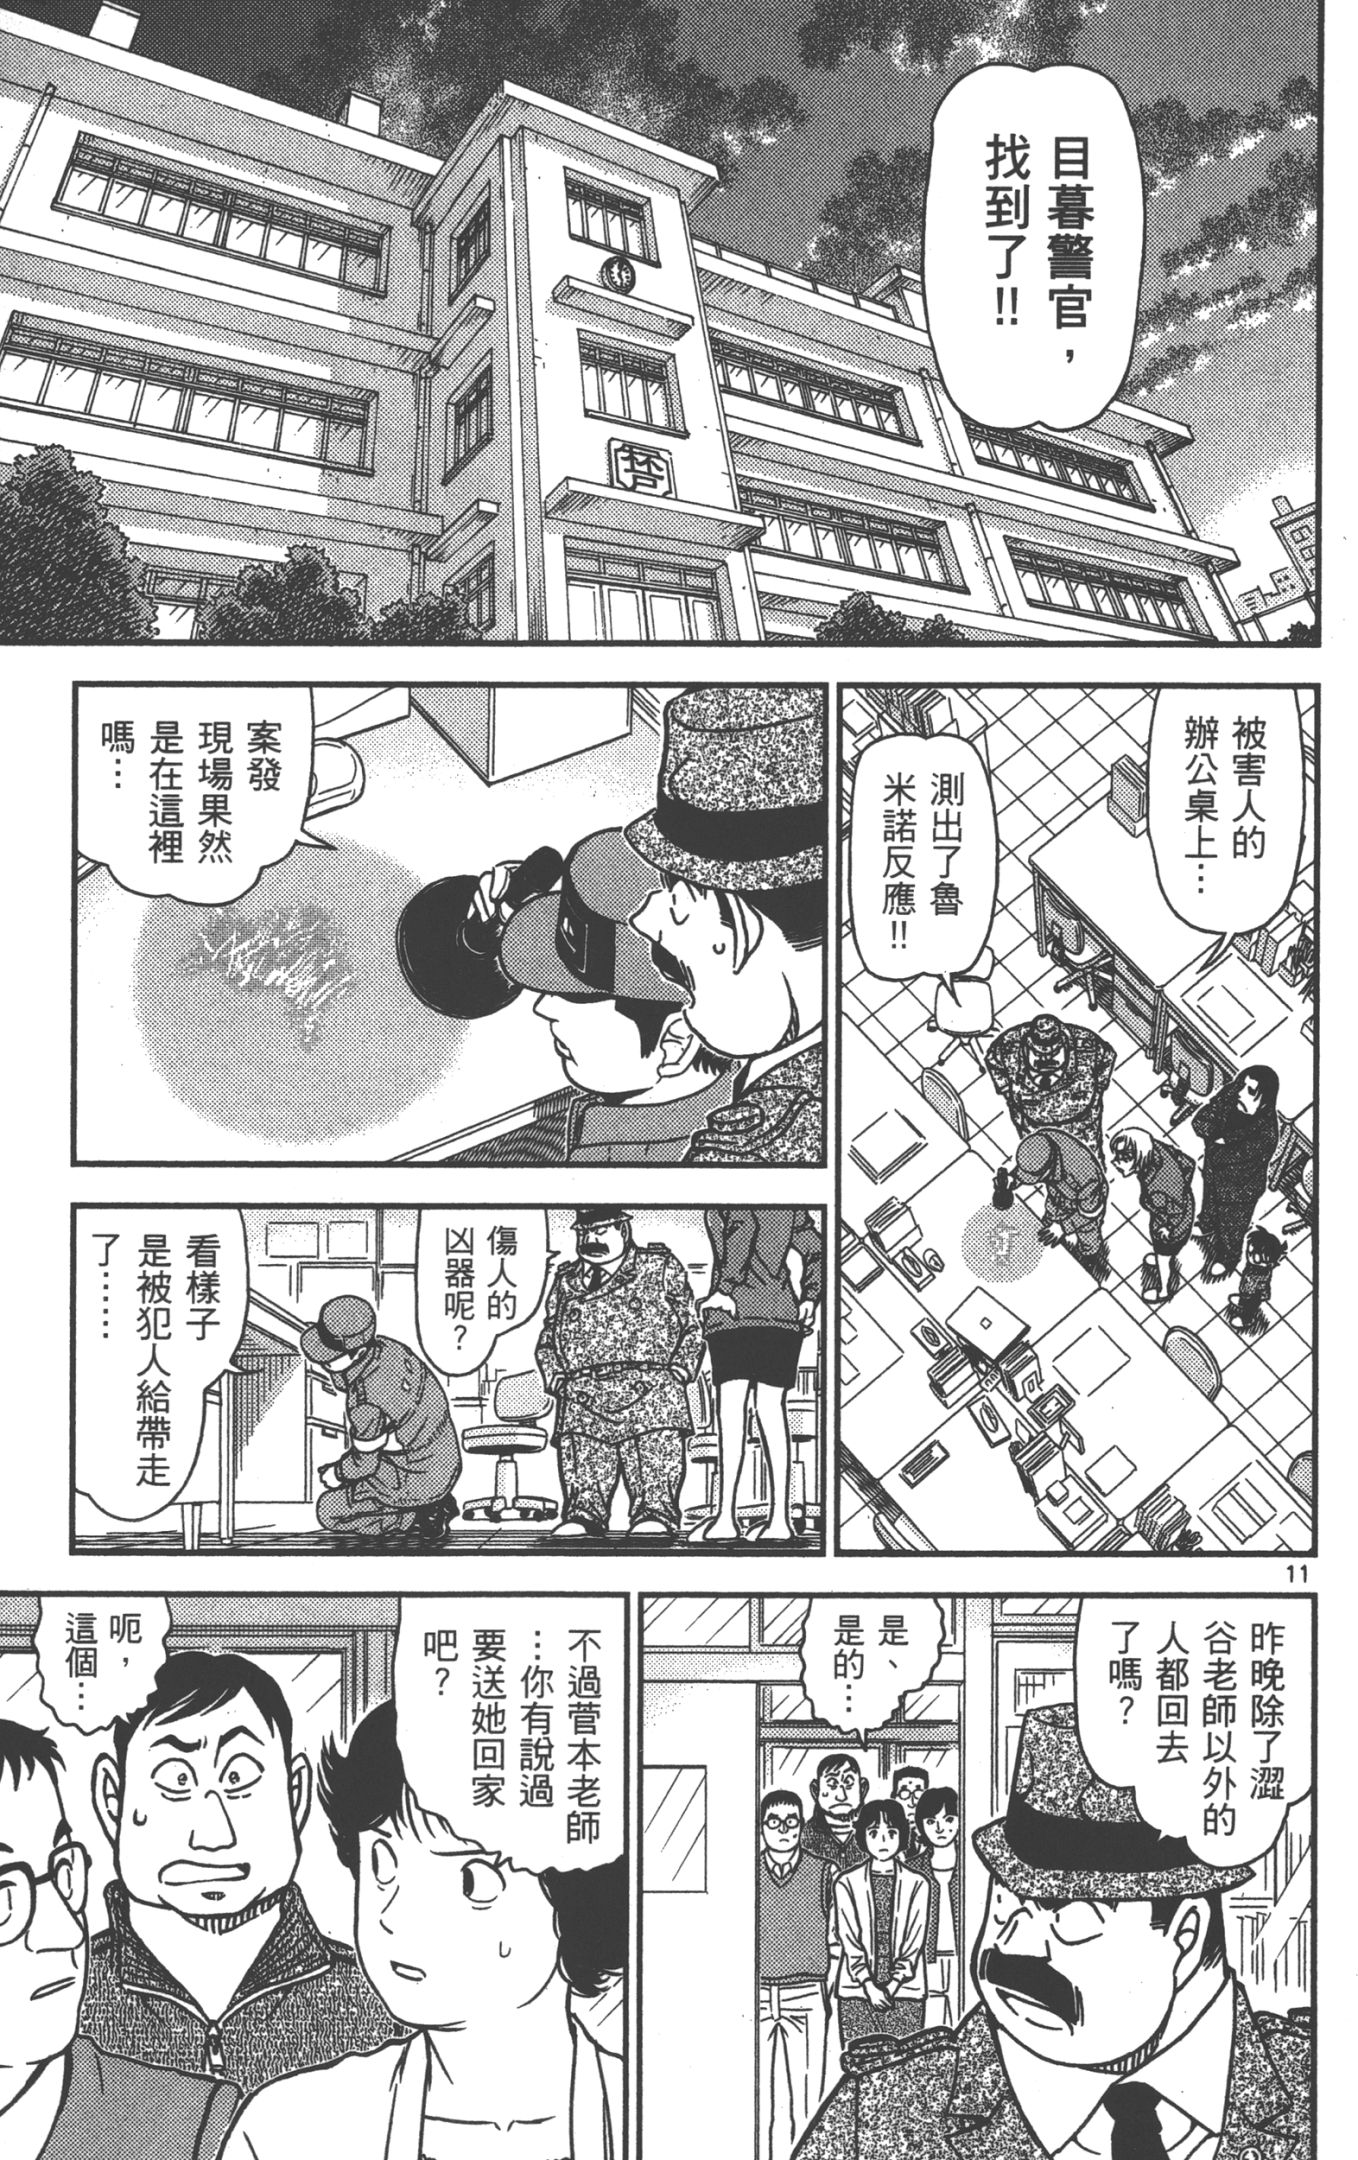 目暮警官，
找到了!!
杯戶
被害人的
辦公桌上…
測出了魯
米諾反應!!
案發
現場果然
是在這裡
嗎…
傷人的
凶器呢？
看樣子
是被犯人給帶走
了……
11
昨晚除了澀
谷老師以外的
人都回去
了嗎？
是、
是的…
不過菅本老師
…你有說過
要送她回家
吧？
呃，
這個…